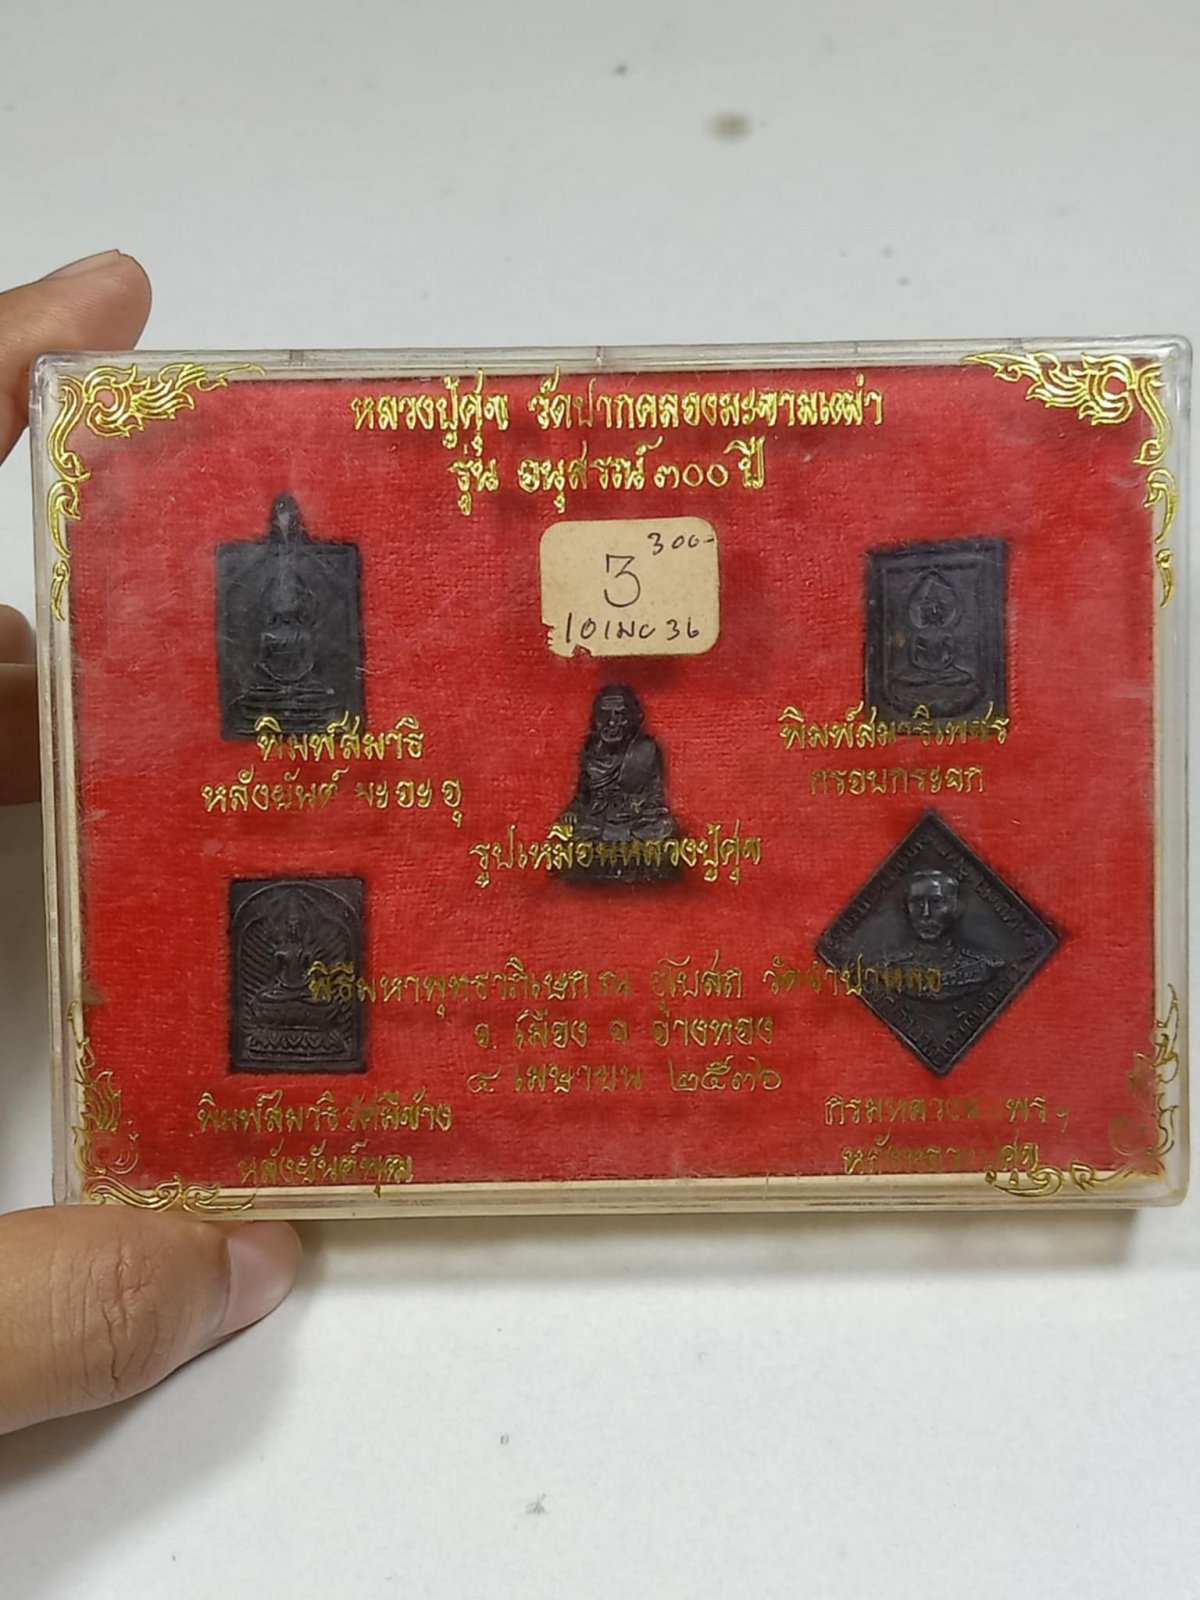 หลวงปู่ศุข วัดปากคลองมะขามเฒ่า
รุ่น อนุสรณ์ ๓๐๐ ปี
300-
3
10 เมย 36
พิมพ์สมาธิ
หลังยันต์ มะ อะ อุ
พิมพ์สมาธิเพชร
กรอบกระจก
รูปเหมือนหลวงปู่ศุข
พิธีมหาพุทธาภิเษก ณ อุโบสถ วัดจำปาหล่อ
อ. เมือง จ อ่างทอง
๔ เมษายน ๒๕๓๖
พิมพ์สมาธิรัศมีข้าง
หลังยันต์พุฒ
กรมหลวงชุมพรฯ
หลังหลวงปู่ศุข